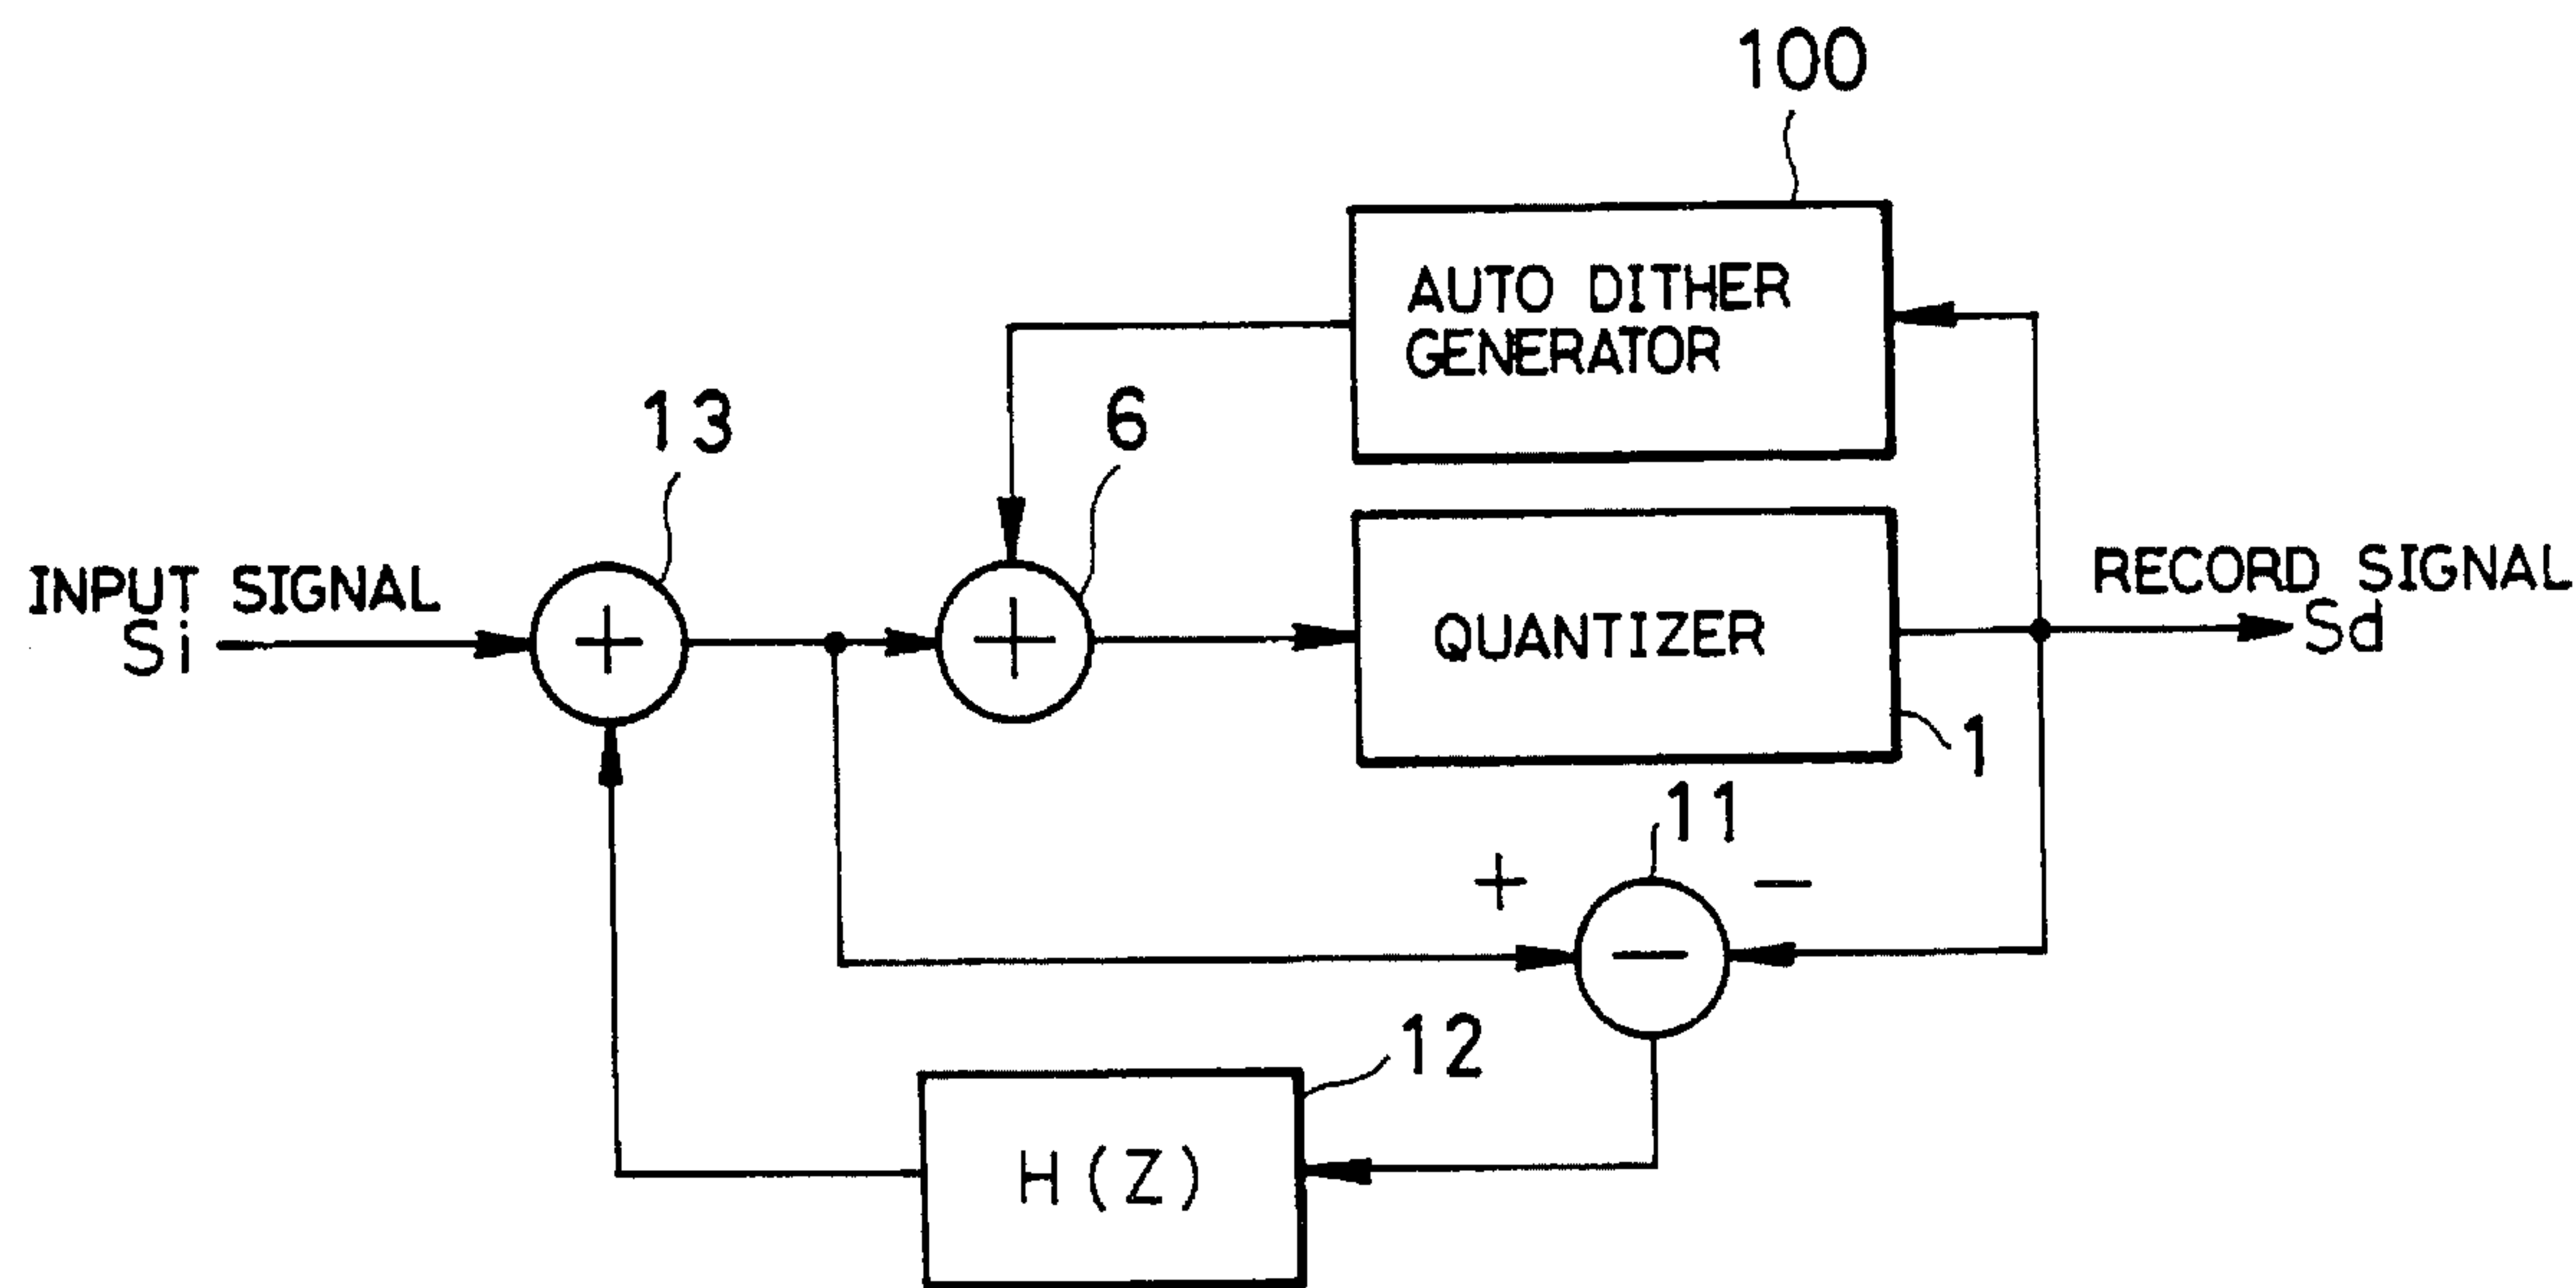 100
AUTO DITHER
GENERATOR
13
6
INPUT SIGNAL
Si
+
+
QUANTIZER
RECORD SIGNAL
Sd
1
11
+
−
−
12
H(Z)